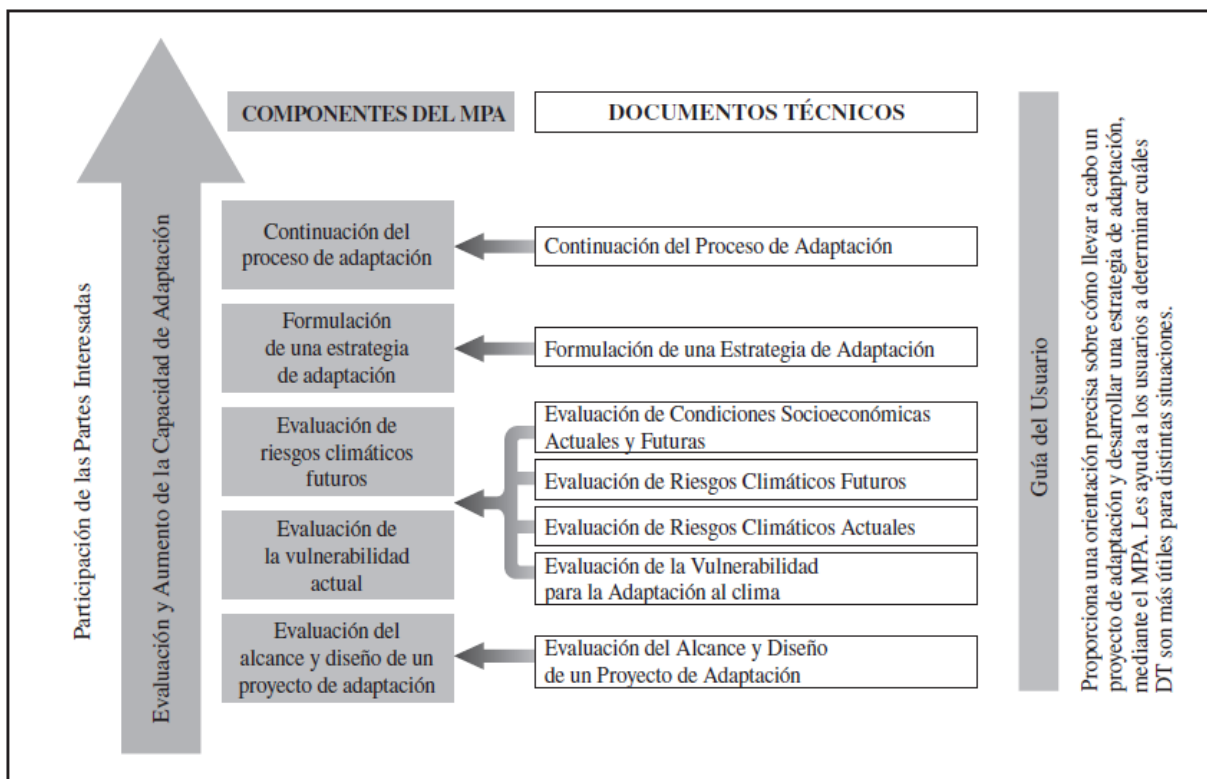 Participación de las Partes Interesadas
Evaluación y Aumento de la Capacidad de Adaptación
COMPONENTES DEL MPA
DOCUMENTOS TÉCNICOS
Continuación del
proceso de adaptación
Continuación del Proceso de Adaptación
Formulación
de una estrategia
de adaptación
Formulación de una Estrategia de Adaptación
Evaluación de
riesgos climáticos
futuros
Evaluación de la vulnerabilidad
actual
Evaluación de Condiciones Socioeconómicas
Actuales y Futuras
Evaluación de Riesgos Climáticos Futuros
Evaluación de Riesgos Climáticos Actuales
Evaluación de la Vulnerabilidad
para la Adaptación al clima
Evaluación del
alcance y diseño de un
proyecto de adaptación
Evaluación del Alcance y Diseño
de un Proyecto de Adaptación
Guía del Usuario
Proporciona una orientación precisa sobre cómo llevar a cabo un
proyecto de adaptación y desarrollar una estrategia de adaptación,
mediante el MPA. Les ayuda a los usuarios a determinar cuáles
DT son más útiles para distintas situaciones.